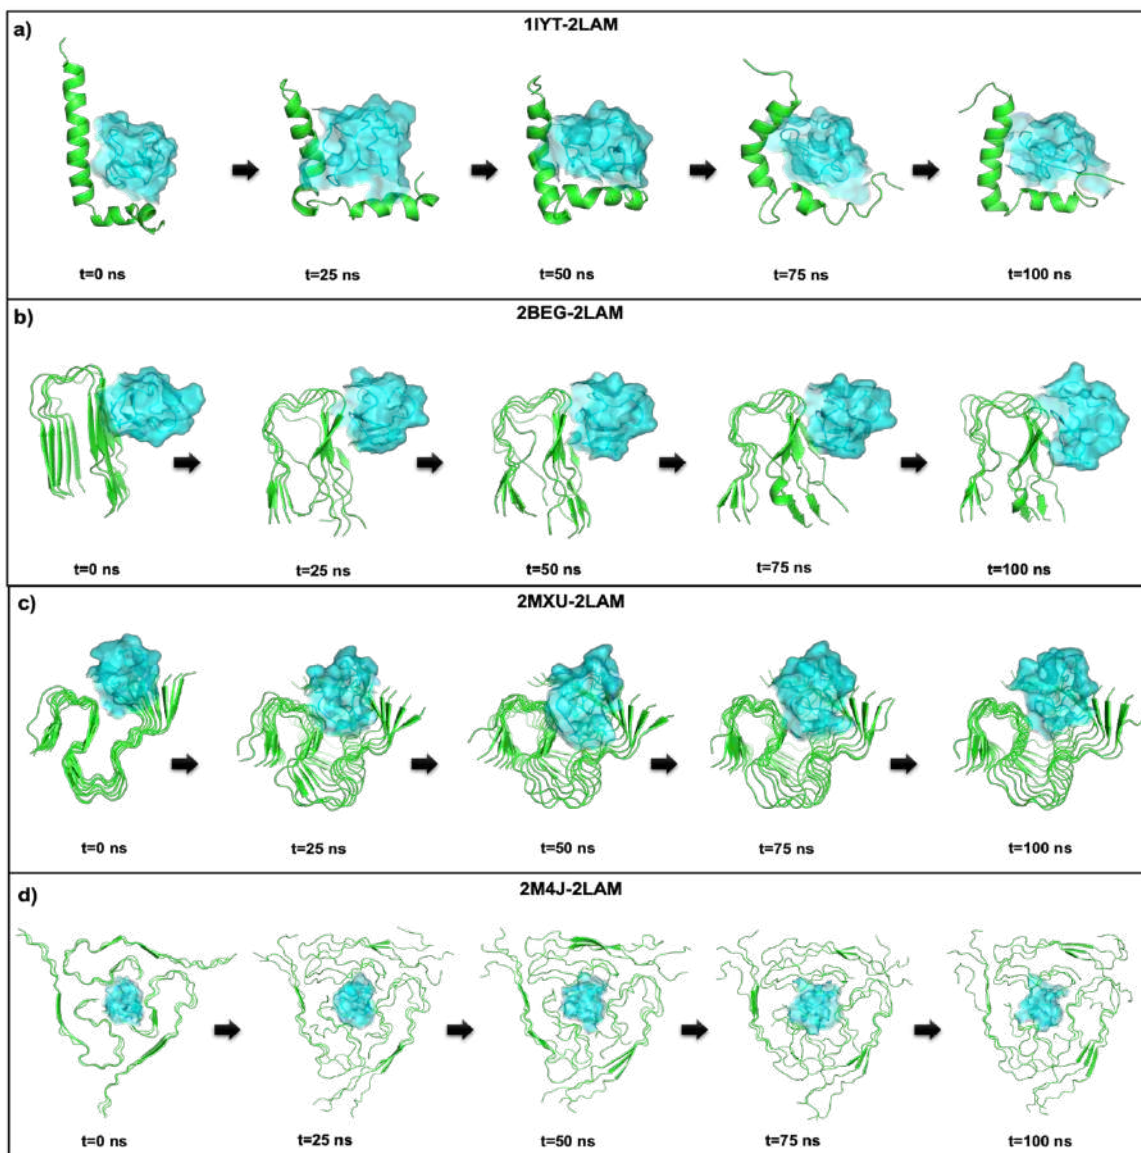 a)
1IYT-2LAM
t=0 ns
t=25 ns
t=50 ns
t=75 ns
t=100 ns
b)
2BEG-2LAM
t=0 ns
t=25 ns
t=50 ns
t=75 ns
t=100 ns
c)
2MXU-2LAM
t=0 ns
t=25 ns
t=50 ns
t=75 ns
t=100 ns
d)
2M4J-2LAM
t=0 ns
t=25 ns
t=50 ns
t=75 ns
t=100 ns